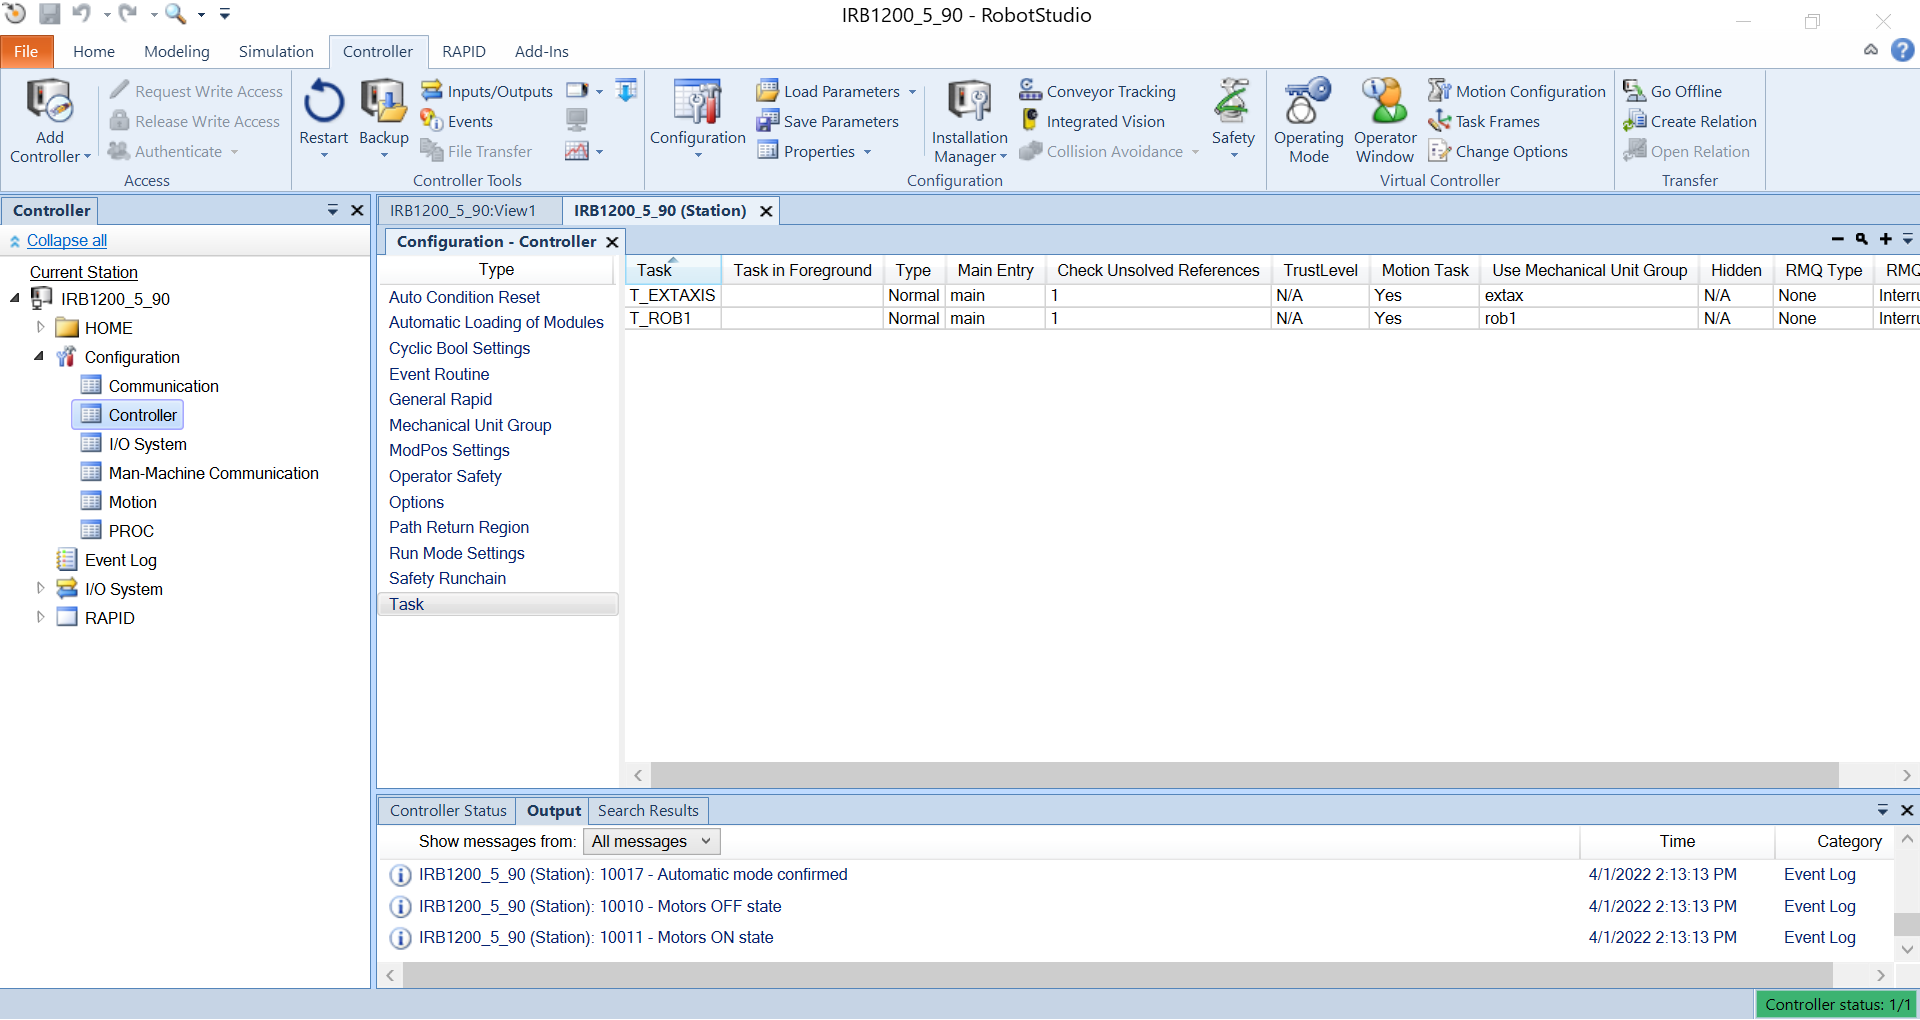 IRB1200_5_90 - RobotStudio
File Home Modeling Simulation Controller RAPID Add-Ins
Add Controller
Request Write Access
Release Write Access
Authenticate
Access
Restart
Backup
Inputs/Outputs
Events
File Transfer
Controller Tools
Configuration
Load Parameters
Save Parameters
Properties
Installation Manager
Conveyor Tracking
Integrated Vision
Collision Avoidance
Safety
Configuration
Operating Mode
Operator Window
Motion Configuration
Task Frames
Change Options
Virtual Controller
Go Offline
Create Relation
Open Relation
Transfer
Controller
Collapse all
Current Station
IRB1200_5_90
HOME
Configuration
Communication
Controller
I/O System
Man-Machine Communication
Motion
PROC
Event Log
I/O System
RAPID
IRB1200_5_90:View1 IRB1200_5_90 (Station)
Configuration - Controller
Type
Auto Condition Reset
Automatic Loading of Modules
Cyclic Bool Settings
Event Routine
General Rapid
Mechanical Unit Group
ModPos Settings
Operator Safety
Options
Path Return Region
Run Mode Settings
Safety Runchain
Task
Task Task in Foreground Type Main Entry Check Unsolved References TrustLevel Motion Task Use Mechanical Unit Group Hidden RMQ Type RMQ
T_EXTAXIS Normal main 1 N/A Yes extax N/A None Interru
T_ROB1 Normal main 1 N/A Yes rob1 N/A None Interru
Controller Status Output Search Results
Show messages from: All messages Time Category
IRB1200_5_90 (Station): 10017 - Automatic mode confirmed 4/1/2022 2:13:13 PM Event Log
IRB1200_5_90 (Station): 10010 - Motors OFF state 4/1/2022 2:13:13 PM Event Log
IRB1200_5_90 (Station): 10011 - Motors ON state 4/1/2022 2:13:13 PM Event Log
Controller status: 1/1